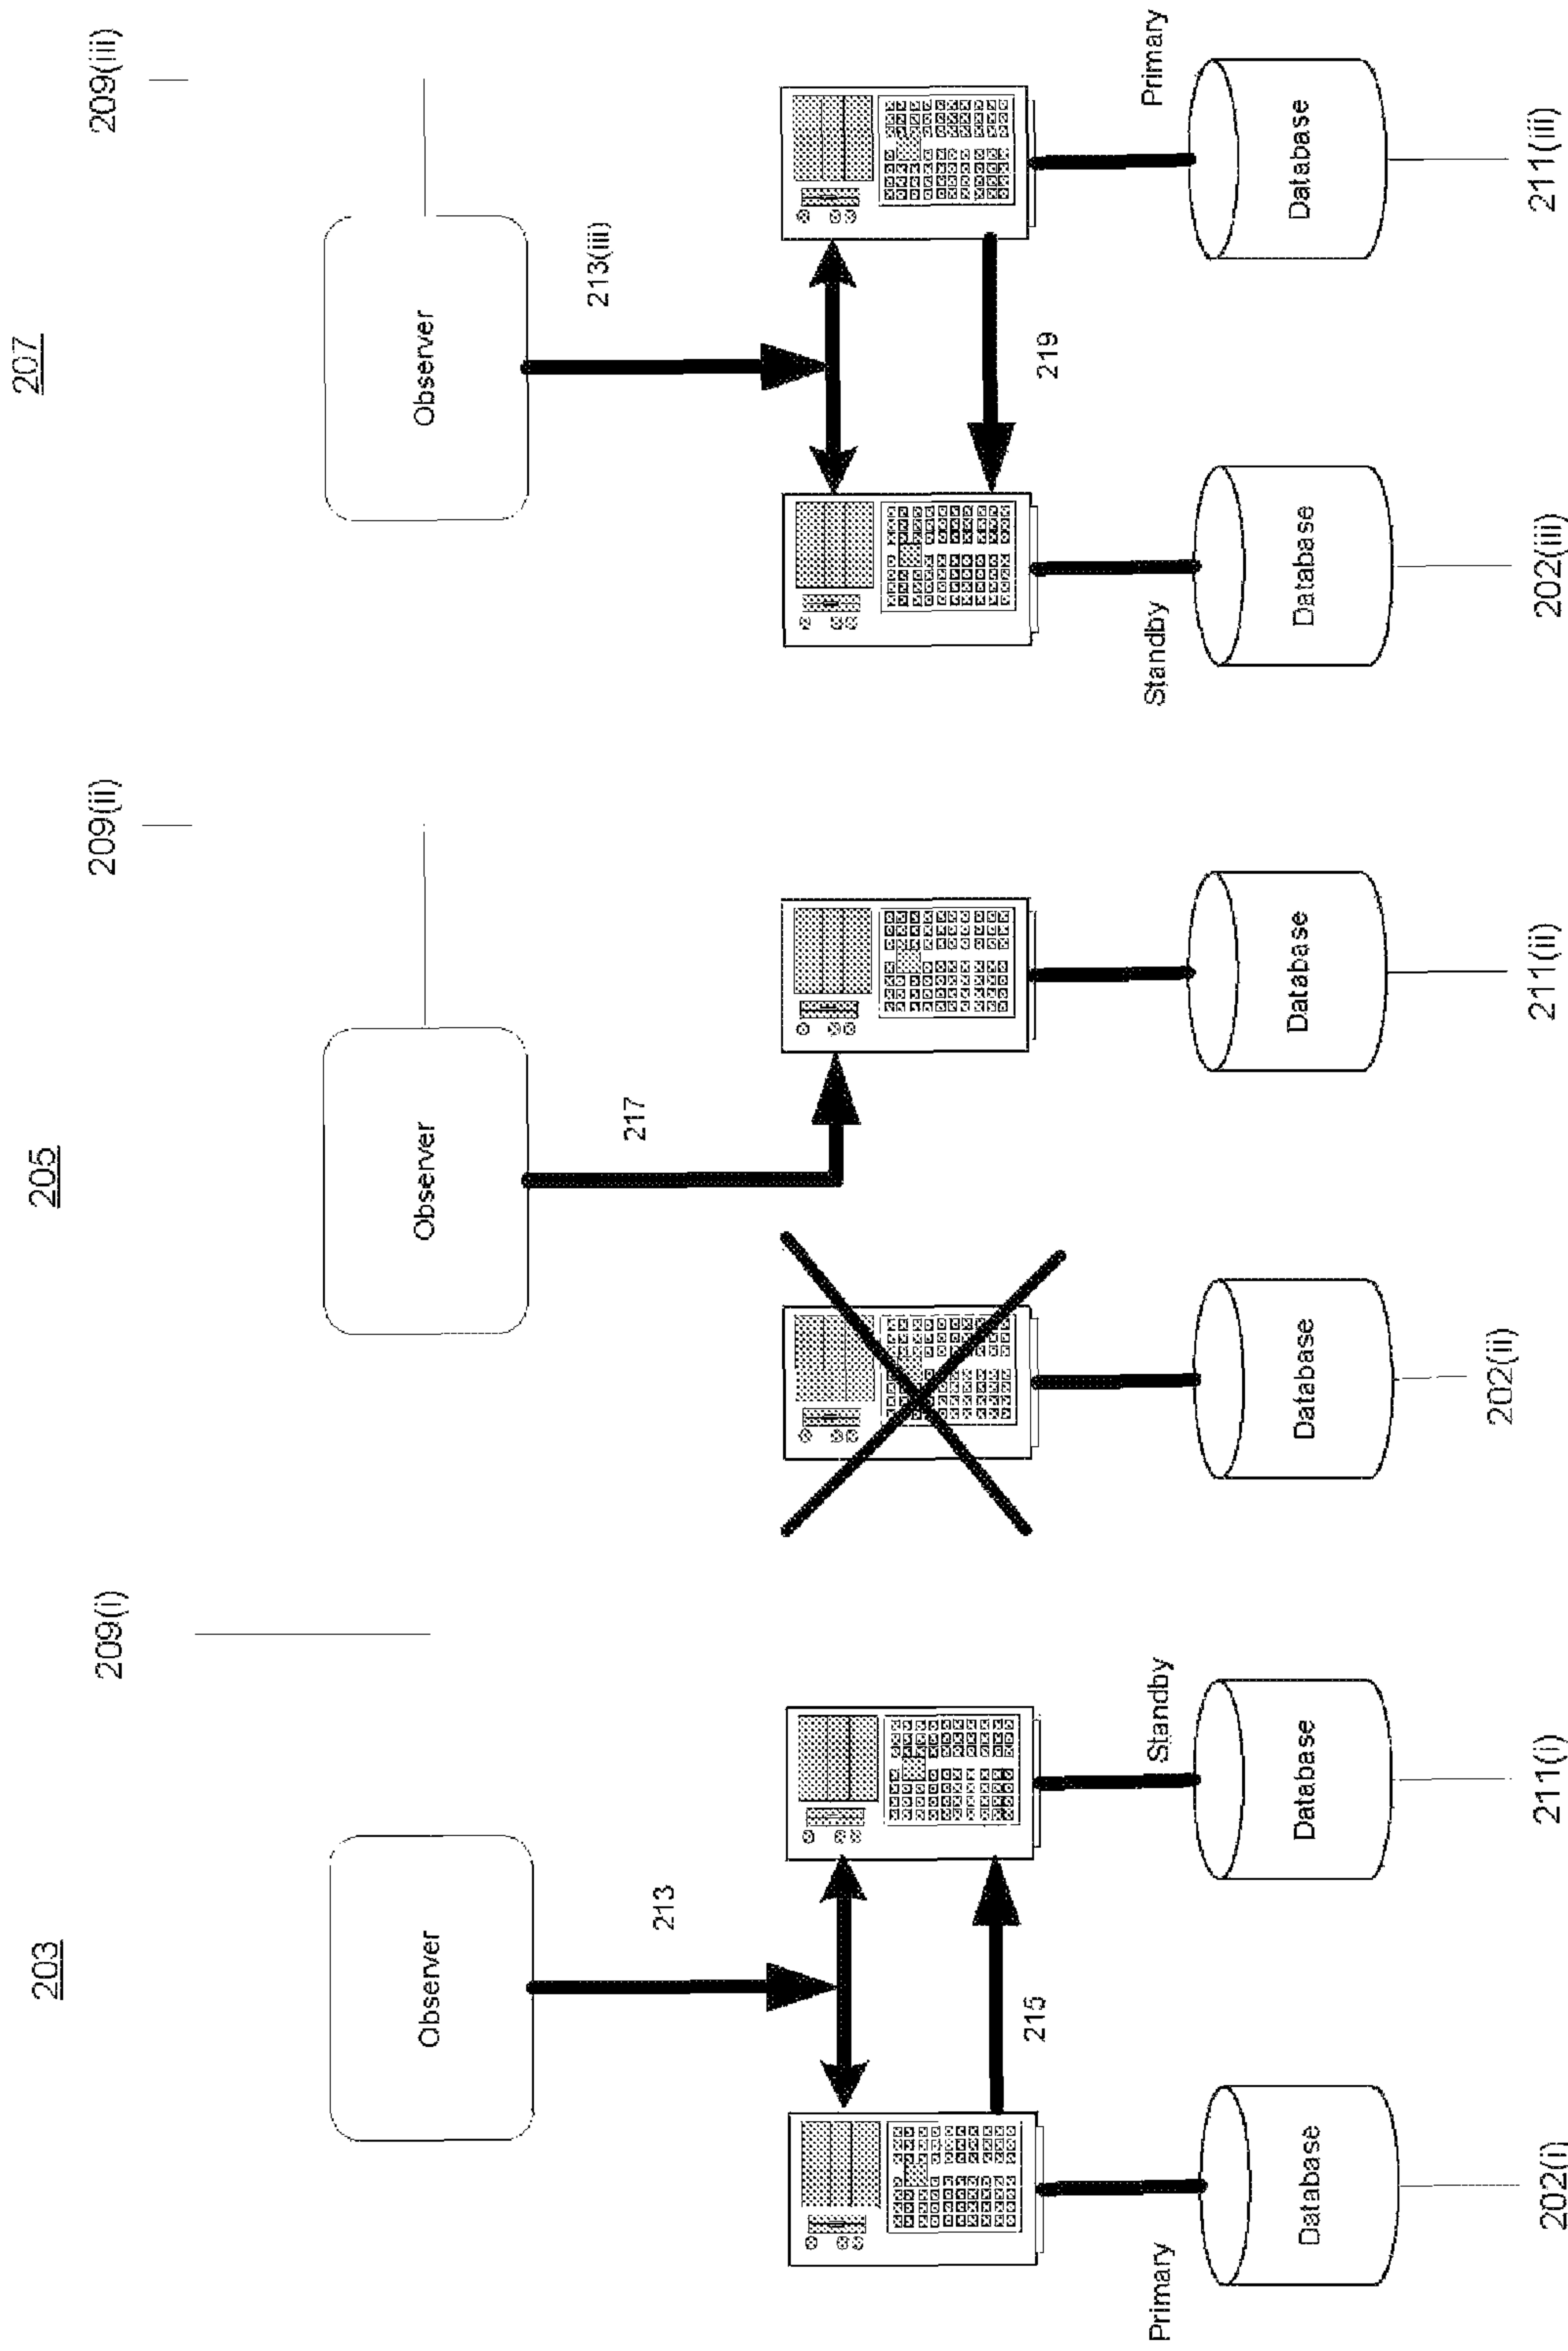 203
209(i)
Observer
213
215
Primary
Standby
Database
Database
202(i)
211(i)
205
209(ii)
Observer
217
Database
Database
202(ii)
211(ii)
207
209(iii)
Observer
213(iii)
219
Standby
Primary
Database
Database
202(iii)
211(iii)